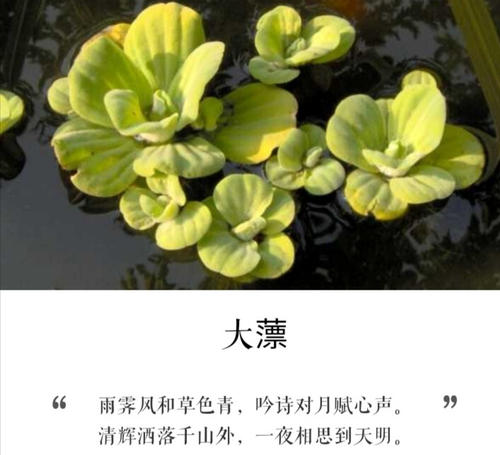 大薸
“ 雨霁风和草色青，吟诗对月赋心声。 ”
清辉洒落千山外，一夜相思到天明。